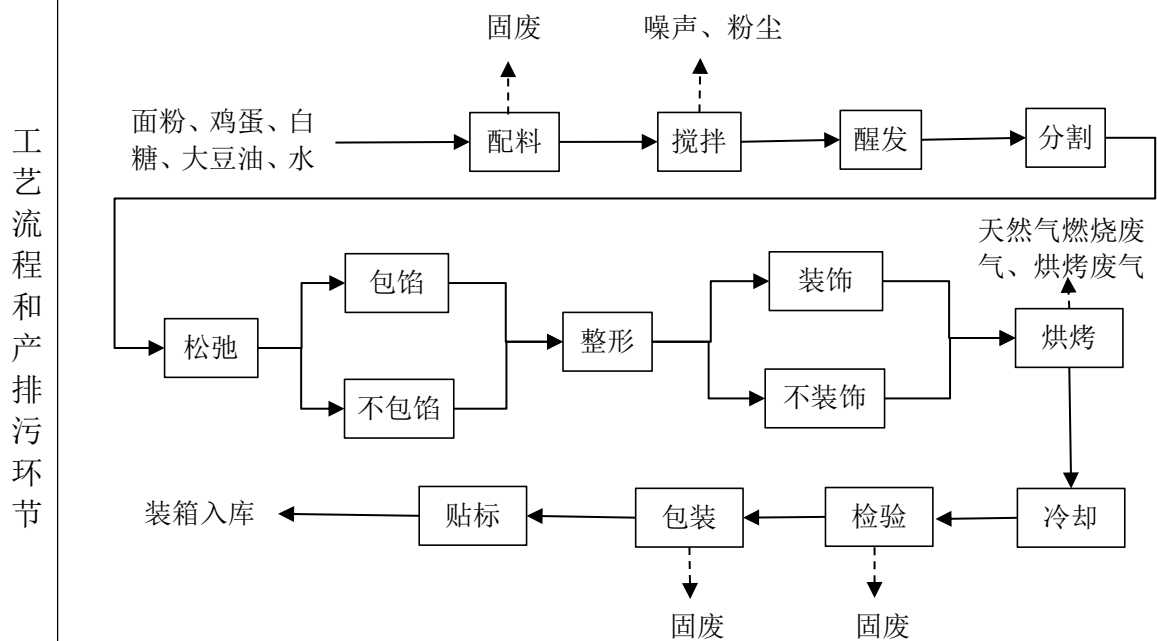 工艺流程和产排污环节
固废
噪声、粉尘
面粉、鸡蛋、白
糖、大豆油、水
配料
搅拌
醒发
分割
天然气燃烧废
气、烘烤废气
包馅
装饰
松弛
整形
烘烤
不包馅
不装饰
装箱入库
贴标
包装
检验
冷却
固废
固废